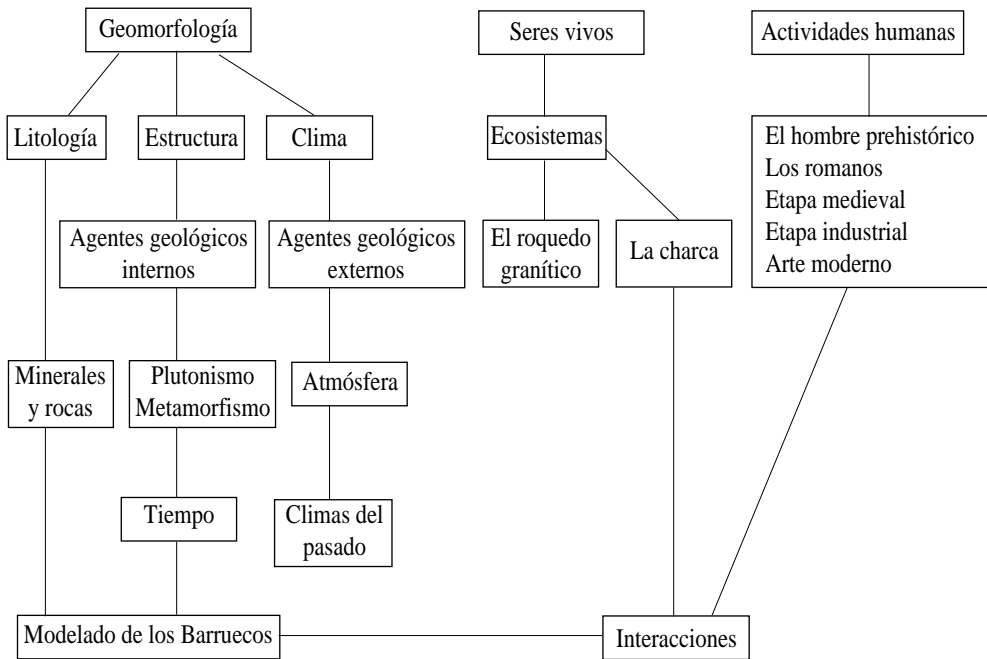 Geomorfología
Seres vivos
Actividades humanas
Litología
Estructura
Clima
Ecosistemas
El hombre prehistórico
Los romanos
Etapa medieval
Etapa industrial
Arte moderno
Agentes geológicos
internos
Agentes geológicos
externos
El roquedo
granítico
La charca
Minerales
y rocas
Plutonismo
Metamorfismo
Atmósfera
Tiempo
Climas del
pasado
Modelado de los Barruecos
Interacciones